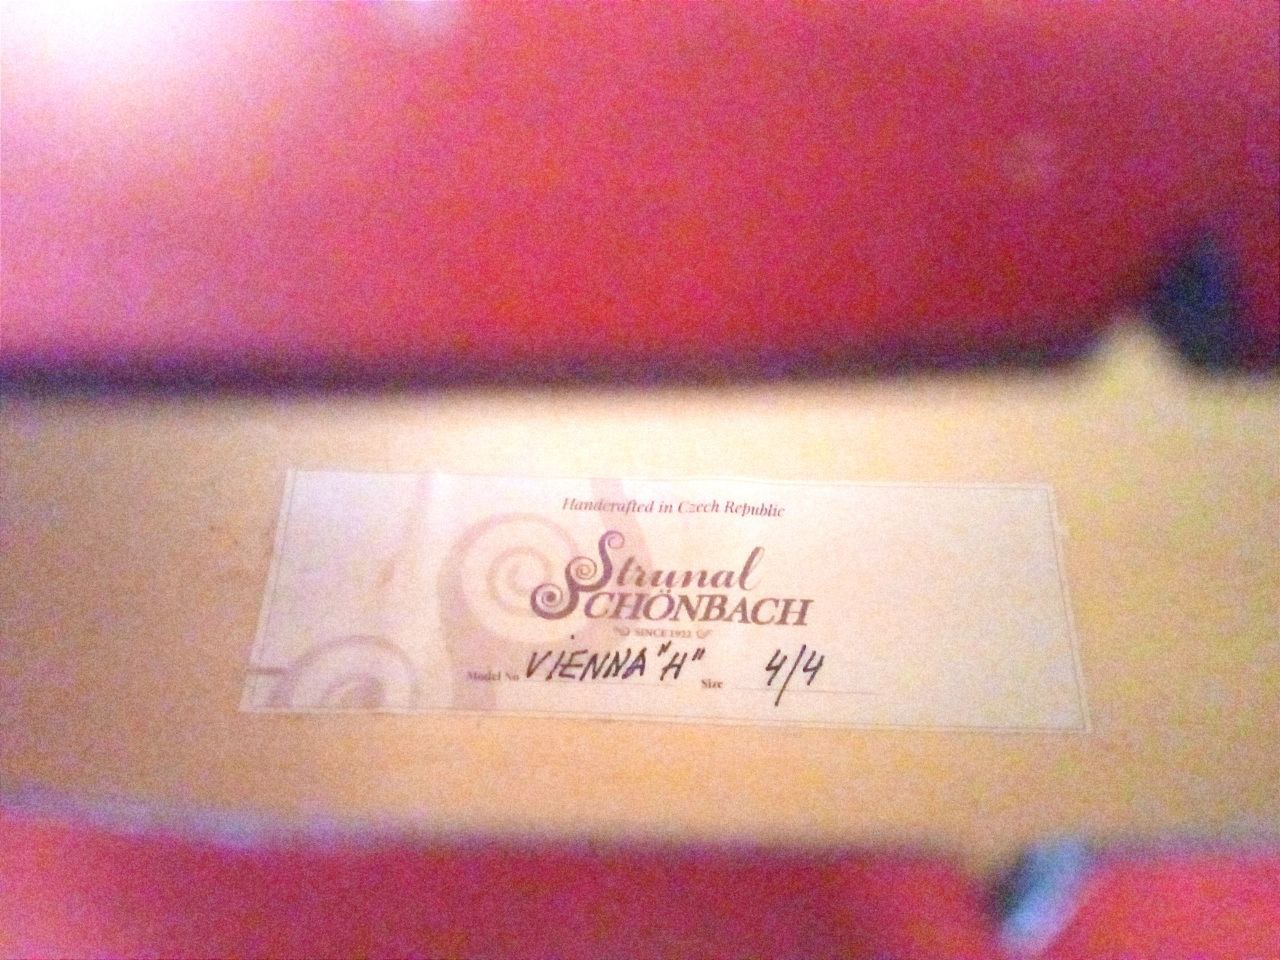 Handcrafted in Czech Republic
Strunal
SCHÖNBACH
SINCE 1922
Model No VIENNA "H" Size 4/4